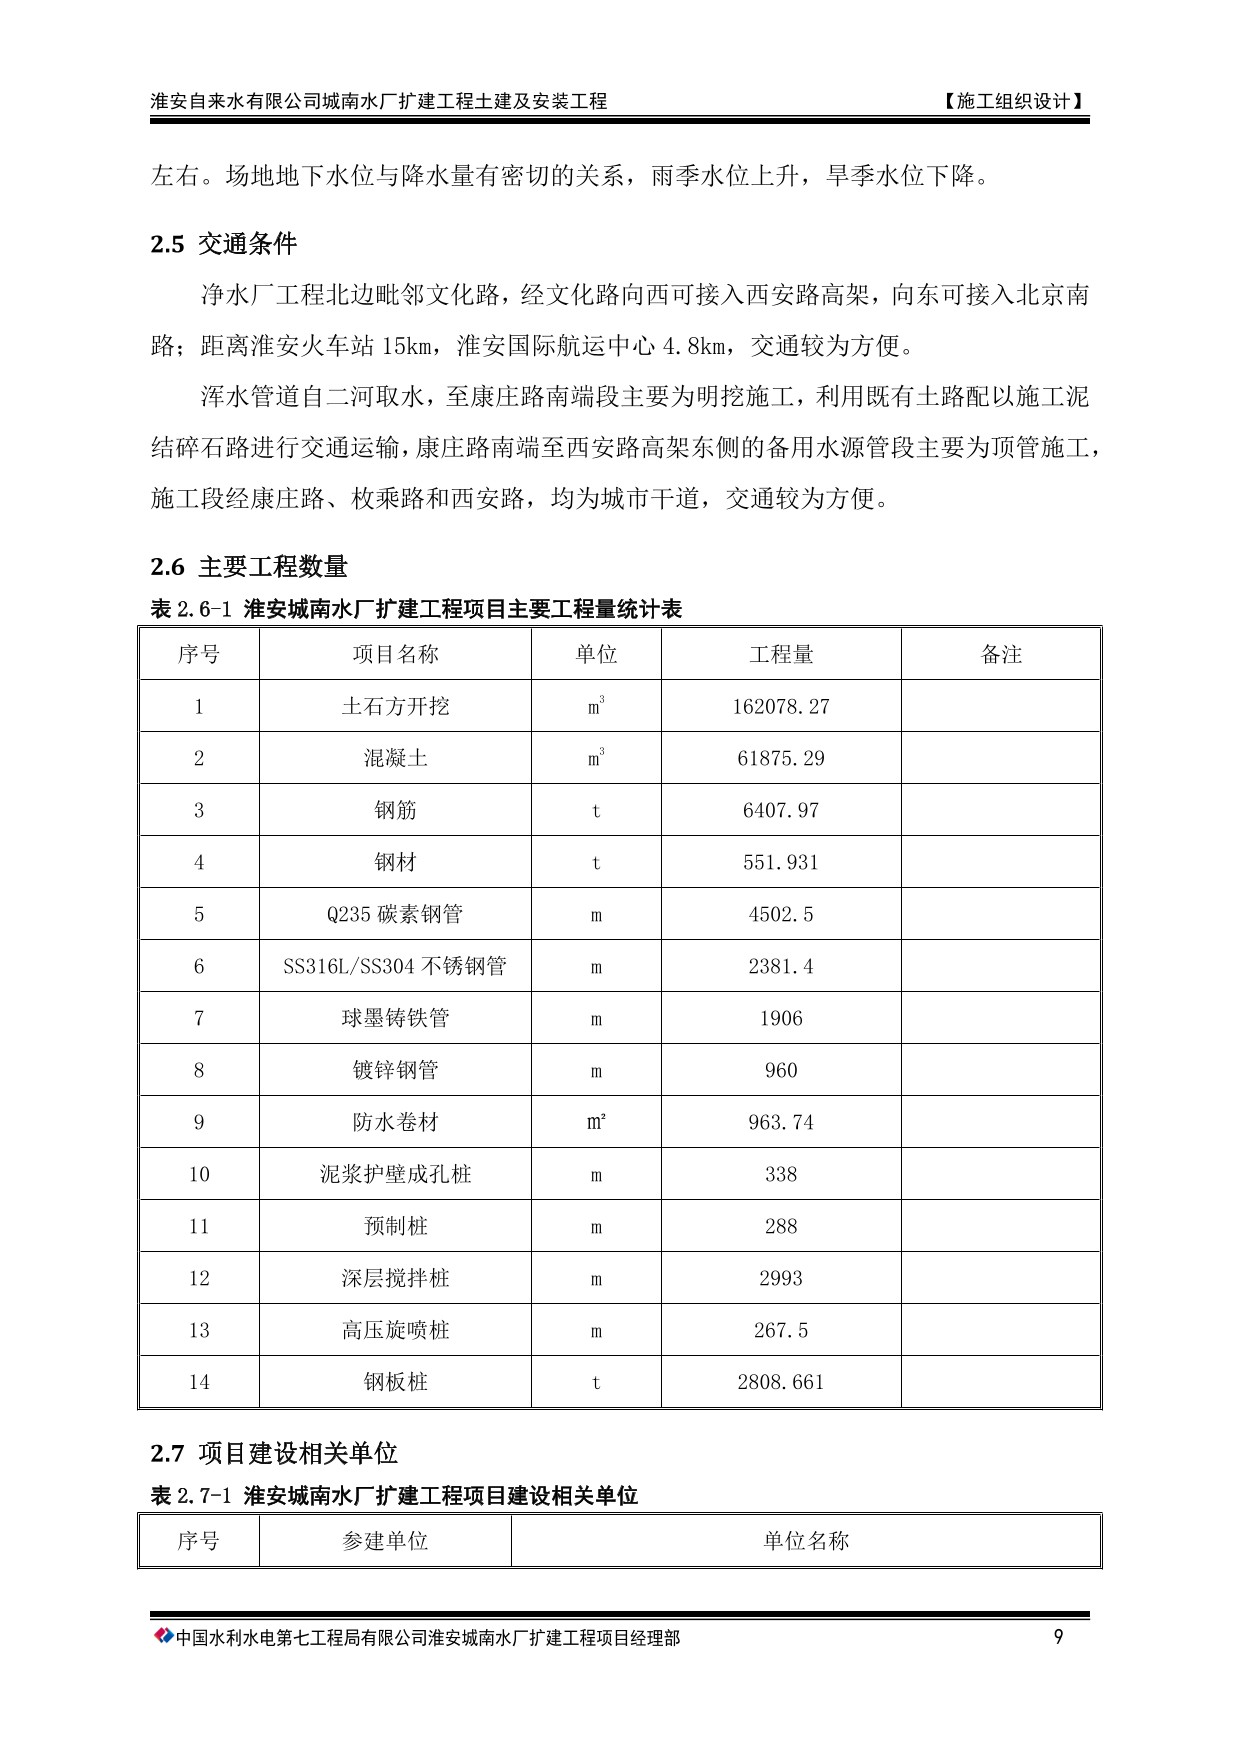 淮安自来水有限公司城南水厂扩建工程土建及安装工程 【施工组织设计】
左右。场地地下水位与降水量有密切的关系，雨季水位上升，旱季水位下降。
2.5 交通条件
净水厂工程北边毗邻文化路，经文化路向西可接入西安路高架，向东可接入北京南
路；距离淮安火车站 15km，淮安国际航运中心 4.8km，交通较为方便。
浑水管道自二河取水，至康庄路南端段主要为明挖施工，利用既有土路配以施工泥
结碎石路进行交通运输，康庄路南端至西安路高架东侧的备用水源管段主要为顶管施工，
施工段经康庄路、枚乘路和西安路，均为城市干道，交通较为方便。
2.6 主要工程数量
表 2.6-1 淮安城南水厂扩建工程项目主要工程量统计表
序号 项目名称 单位 工程量 备注
1 土石方开挖 m³ 162078.27
2 混凝土 m³ 61875.29
3 钢筋 t 6407.97
4 钢材 t 551.931
5 Q235 碳素钢管 m 4502.5
6 SS316L/SS304 不锈钢管 m 2381.4
7 球墨铸铁管 m 1906
8 镀锌钢管 m 960
9 防水卷材 m² 963.74
10 泥浆护壁成孔桩 m 338
11 预制桩 m 288
12 深层搅拌桩 m 2993
13 高压旋喷桩 m 267.5
14 钢板桩 t 2808.661
2.7 项目建设相关单位
表 2.7-1 淮安城南水厂扩建工程项目建设相关单位
序号 参建单位 单位名称
中国水利水电第七工程局有限公司淮安城南水厂扩建工程项目经理部 9